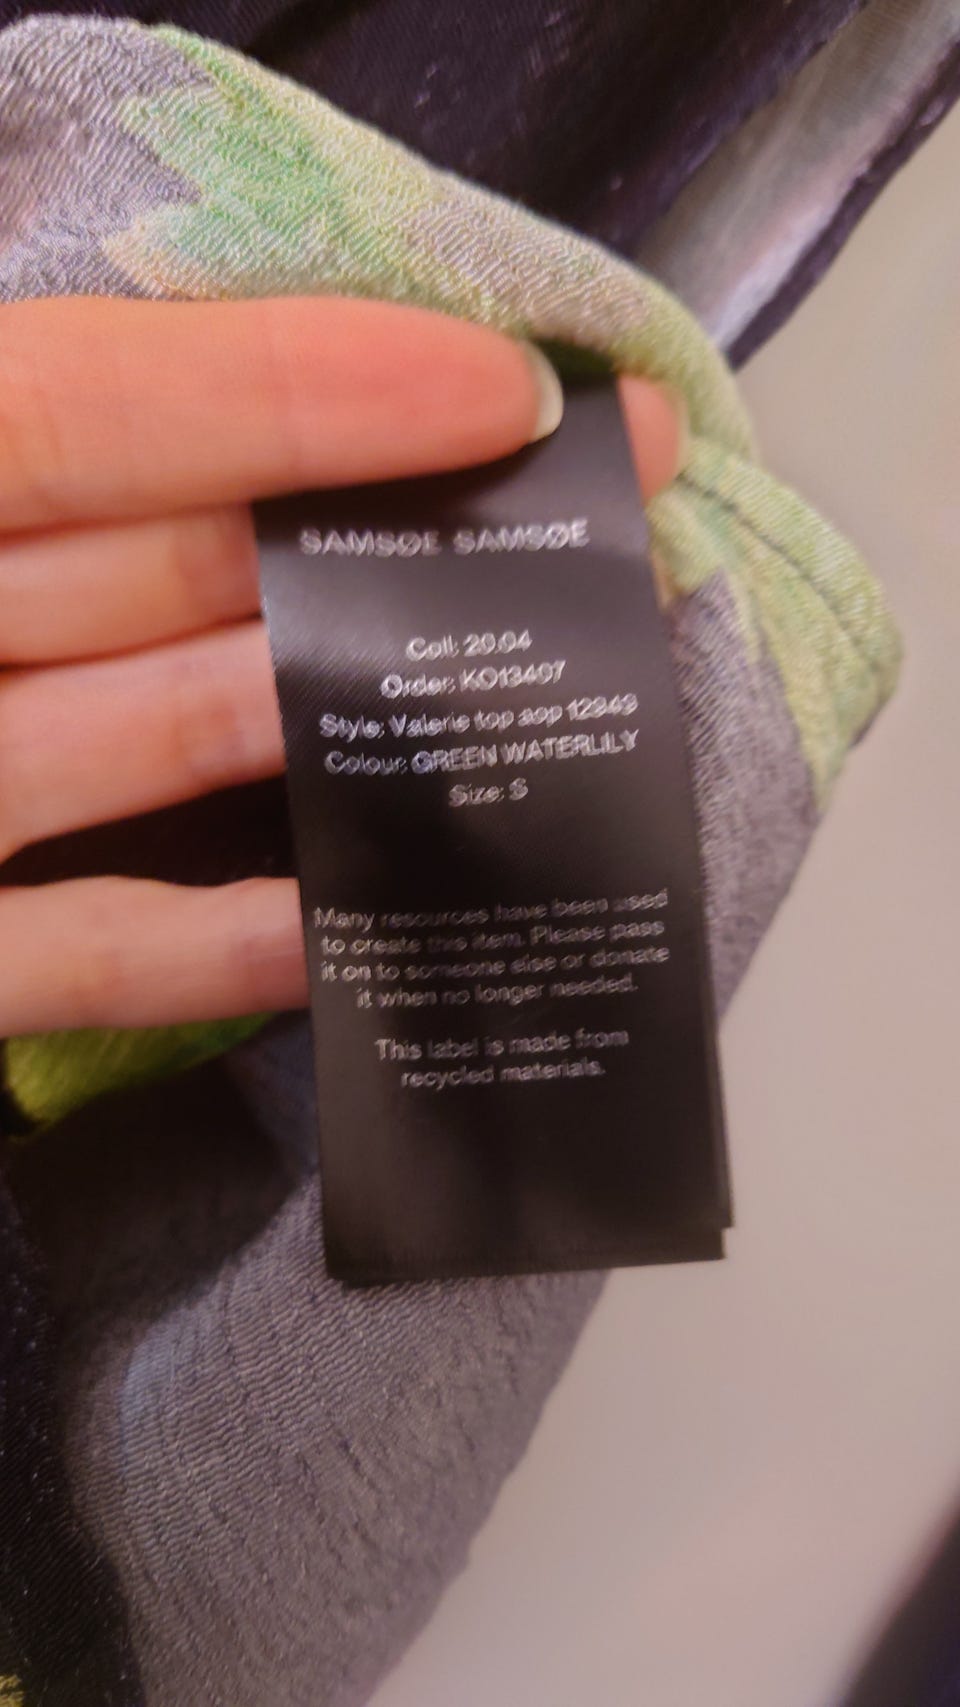 SAMSØE SAMSØE
Coll: 20.04
Order: KO13407
Style: Valerie top aop 12949
Colour: GREEN WATERLILY
Size: S
Many resources have been used
to create this item. Please pass
it on to someone else or donate
it when no longer needed.
This label is made from
recycled materials.